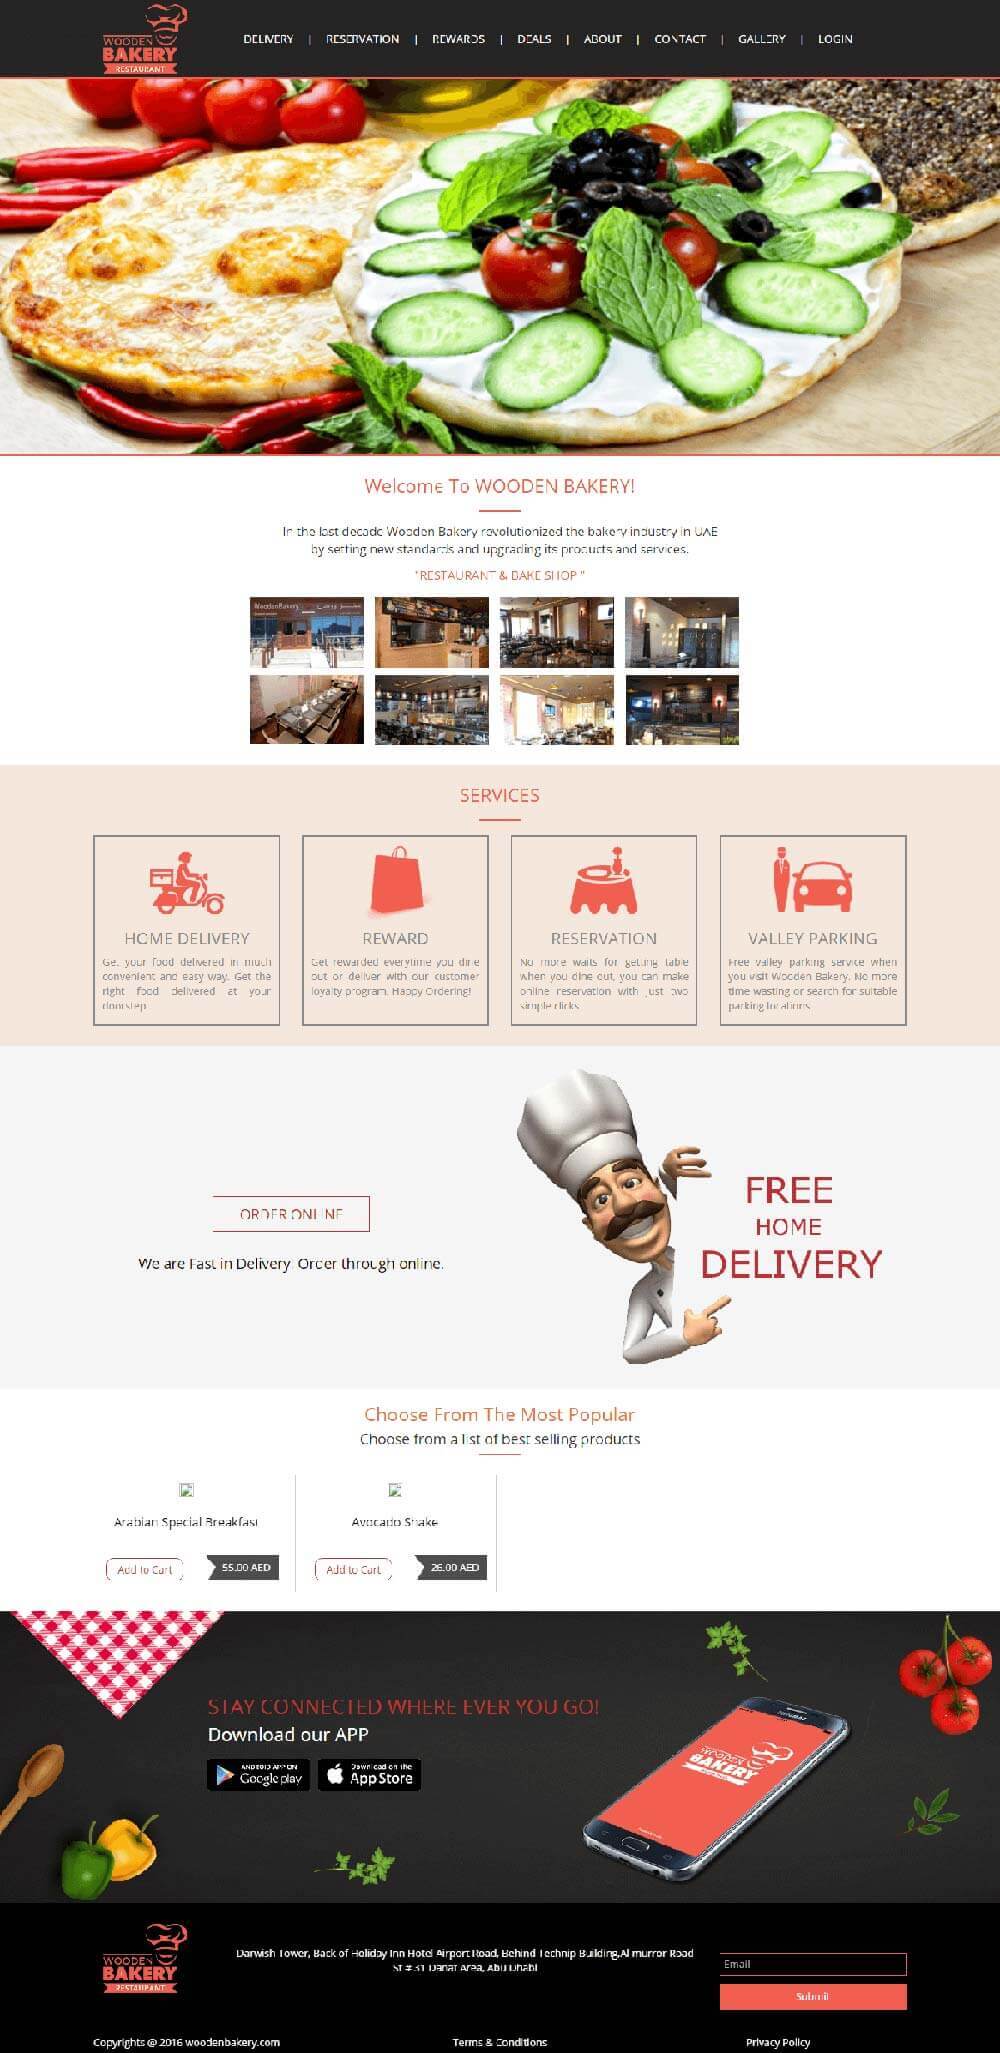 WOODEN
BAKERY
RESTAURANT
DELIVERY | RESERVATION | REWARDS | DEALS | ABOUT | CONTACT | GALLERY | LOGIN
Welcome To WOODEN BAKERY!
In the last decade Wooden Bakery revolutionized the bakery industry in UAE
by setting new standards and upgrading its products and services.
"RESTAURANT & BAKE SHOP "
WoodenBakery
SERVICES
HOME DELIVERY
Get your food delivered in much
convenient and easy way. Get the
right food delivered at your
doorstep.
REWARD
Get rewarded everytime you dine
out or deliver with our customer
loyalty program. Happy Ordering!
RESERVATION
No more waits for getting table
when you dine out, you can make
online reservation with just two
simple clicks.
VALLEY PARKING
Free valley parking service when
you visit Wooden Bakery. No more
time wasting or search for suitable
parking locations.
ORDER ONLINE
We are Fast in Delivery. Order through online.
FREE
HOME
DELIVERY
Choose From The Most Popular
Choose from a list of best selling products
Arabian Special Breakfast
Add to Cart
55.00 AED
Avocado Shake
Add to Cart
26.00 AED
STAY CONNECTED WHERE EVER YOU GO!
Download our APP
ANDROID APP ON
Google play
Download on the
App Store
SAMSUNG
WOODEN
BAKERY
WOODEN
BAKERY
RESTAURANT
Darwish Tower, Back of Holiday Inn Hotel Airport Road, Behind Technip Building,Al murror Road
St # 31 Danat Area, Abu Dhabi
Email
Submit
Copyrights @ 2016 woodenbakery.com
Terms & Conditions
Privacy Policy